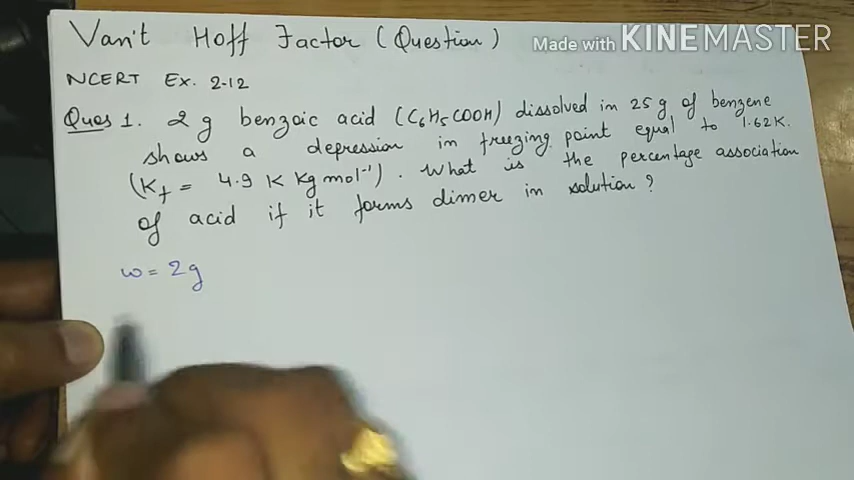 Van't Hoff Factor (Question)
Made with KINEMASTER
NCERT Ex. 2.12
Ques 1. 2 g benzoic acid (C6H5COOH) dissolved in 25 g of benzene
shows a depression in freezing point equal to 1.62K.
(Kf = 4.9 K Kg mol⁻¹). What is the percentage association
of acid if it forms dimer in solution?
w = 2g